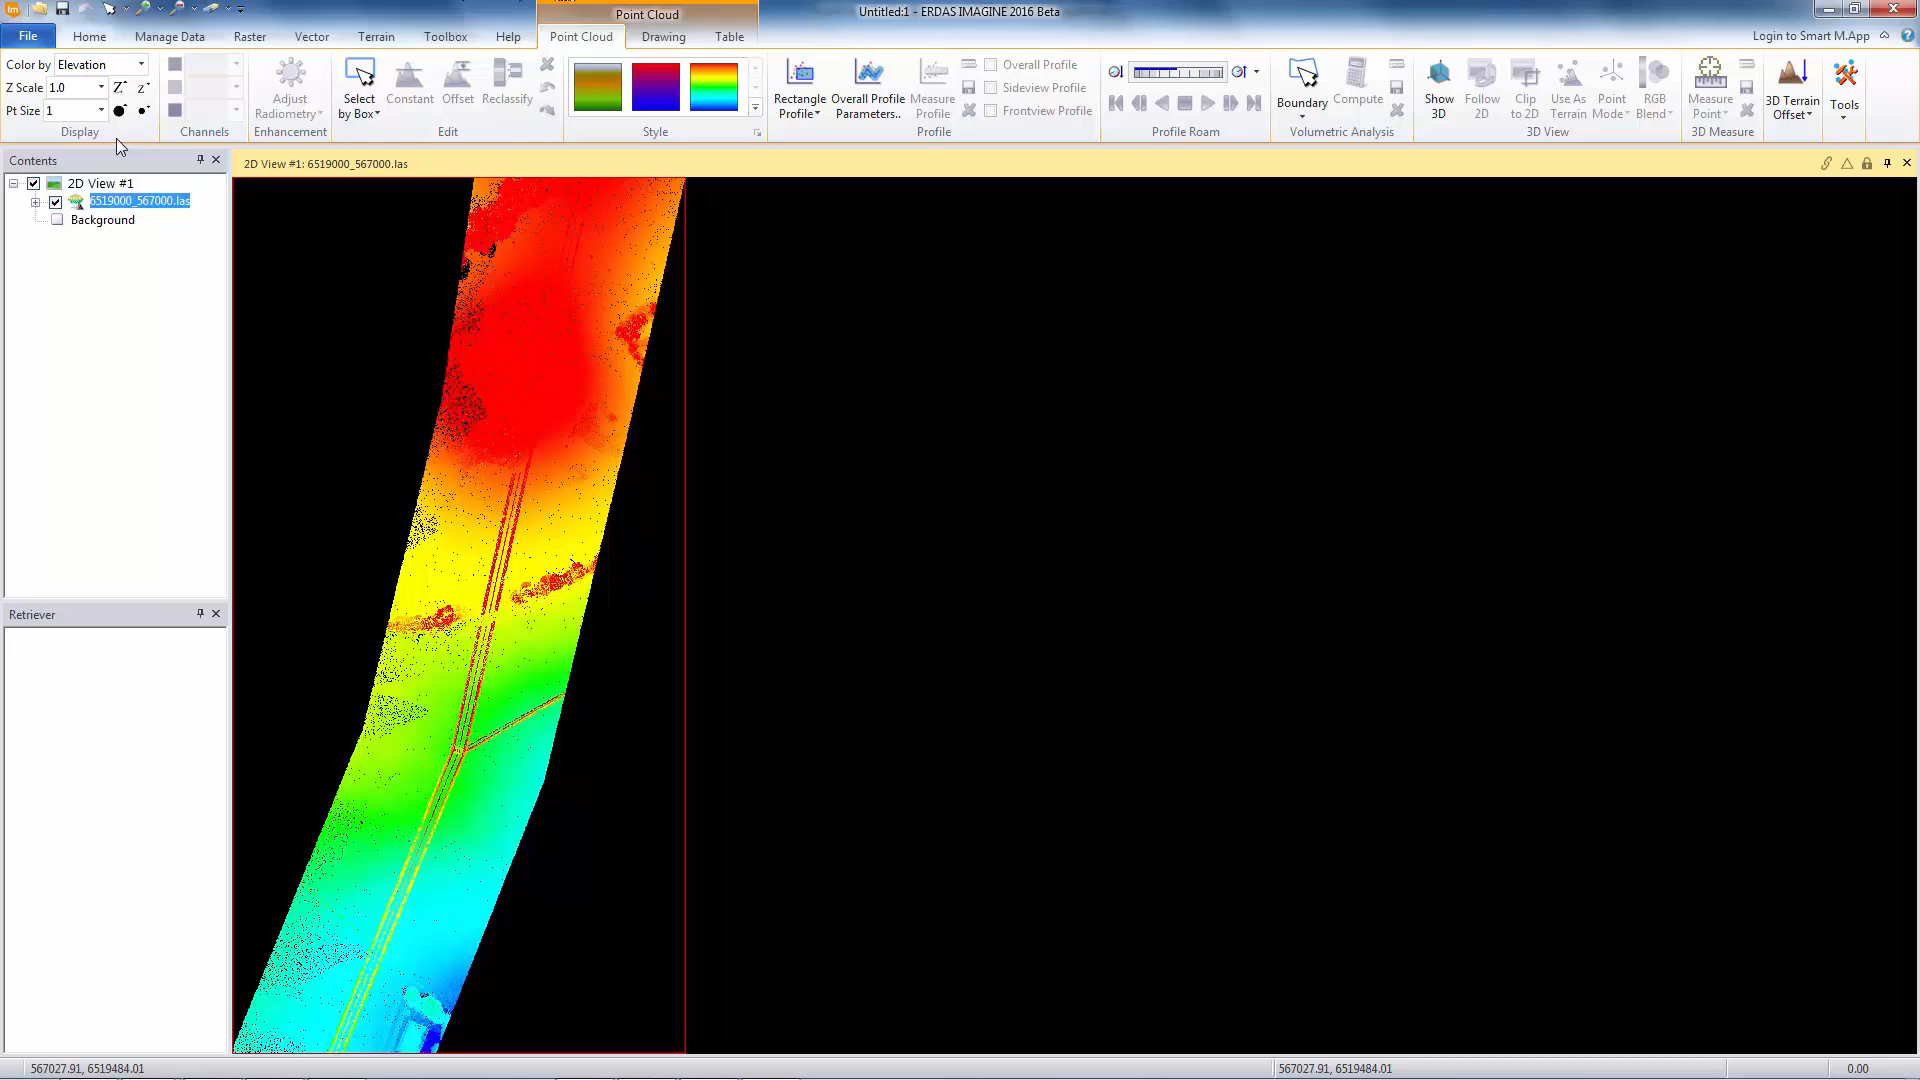 Point Cloud
Untitled:1 - ERDAS IMAGINE 2016 Beta
File Home Manage Data Raster Vector Terrain Toolbox Help Point Cloud Drawing Table Login to Smart M.App
Color by Elevation
Z Scale 1.0
Pt Size 1
Display
Channels
Adjust Radiometry
Enhancement
Select by Box
Constant
Offset
Reclassify
Edit
Style
Rectangle Profile
Overall Profile Parameters..
Measure Profile
Overall Profile
Sideview Profile
Frontview Profile
Profile
Profile Roam
Boundary
Compute
Volumetric Analysis
Show 3D
Follow 2D
Clip to 2D
Use As Terrain
Point Mode
RGB Blend
3D View
Measure Point
3D Measure
3D Terrain Offset
Tools
Contents
2D View #1: 6519000_567000.las
2D View #1
6519000_567000.las
Background
Retriever
567027.91, 6519484.01
567027.91, 6519484.01
0.00